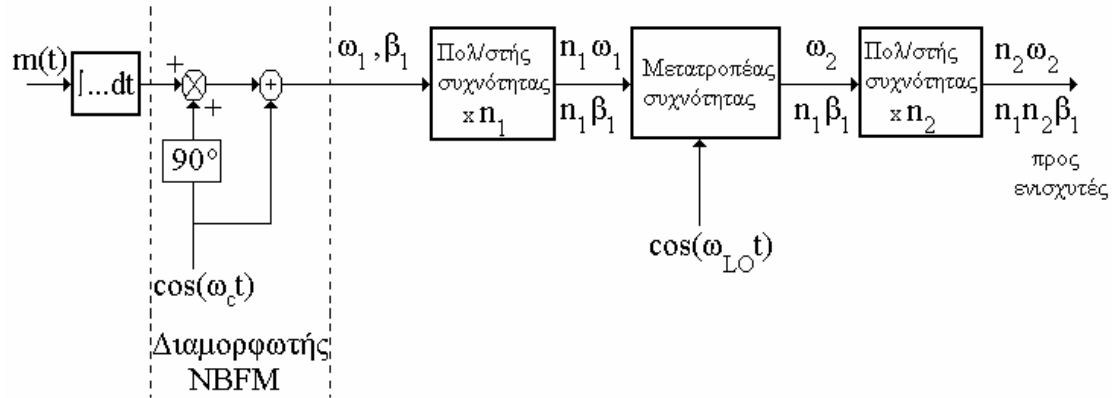 m(t)
∫...dt
+
+
+
90°
cos(ω_c t)
Διαμορφωτής
NBFM
ω_1 , β_1
Πολ/στής
συχνότητας
x n_1
n_1 ω_1
n_1 β_1
Μετατροπέας
συχνότητας
cos(ω_LO t)
ω_2
n_1 β_1
Πολ/στής
συχνότητας
x n_2
n_2 ω_2
n_1 n_2 β_1
προς
ενισχυτές